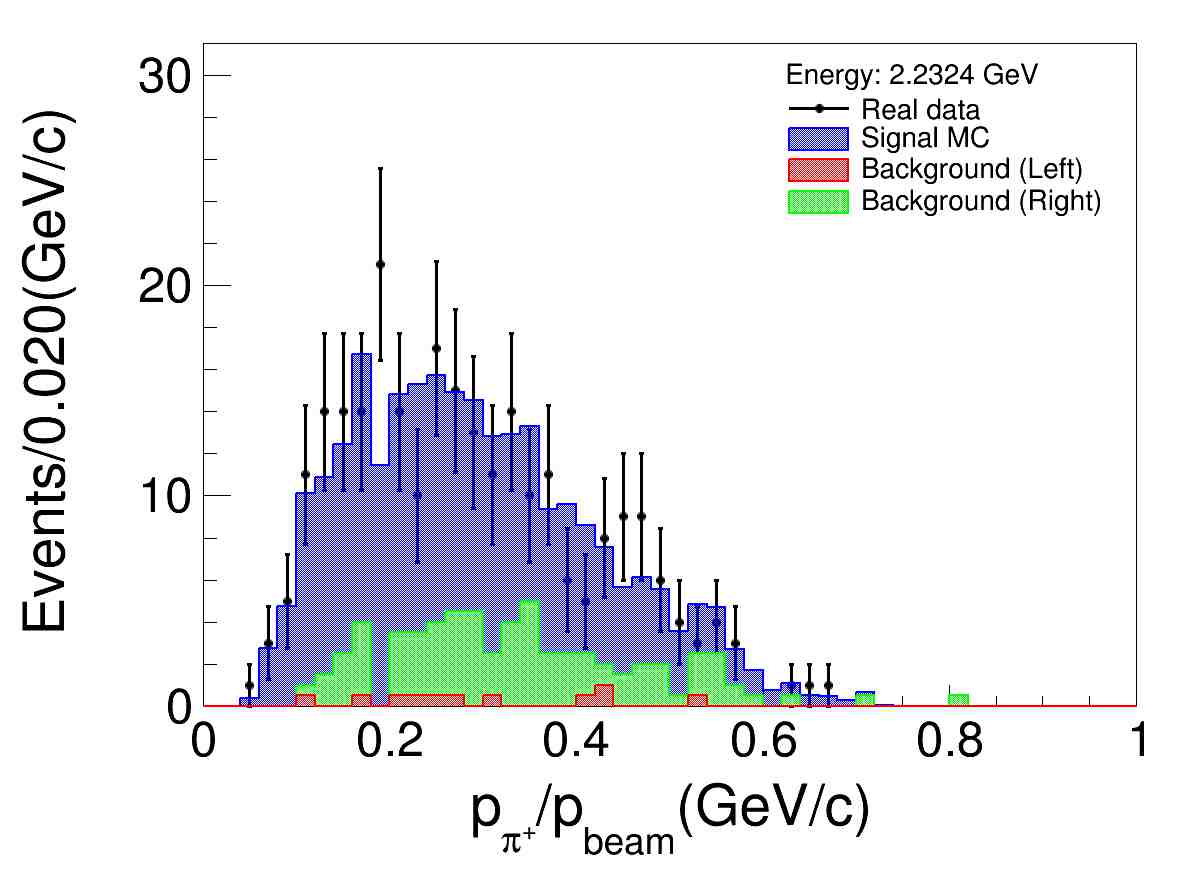 Energy: 2.2324 GeV
Real data
Signal MC
Background (Left)
Background (Right)
Events/0.020(GeV/c)
30
20
10
0
0 0.2 0.4 0.6 0.8 1
pπ+/pbeam(GeV/c)